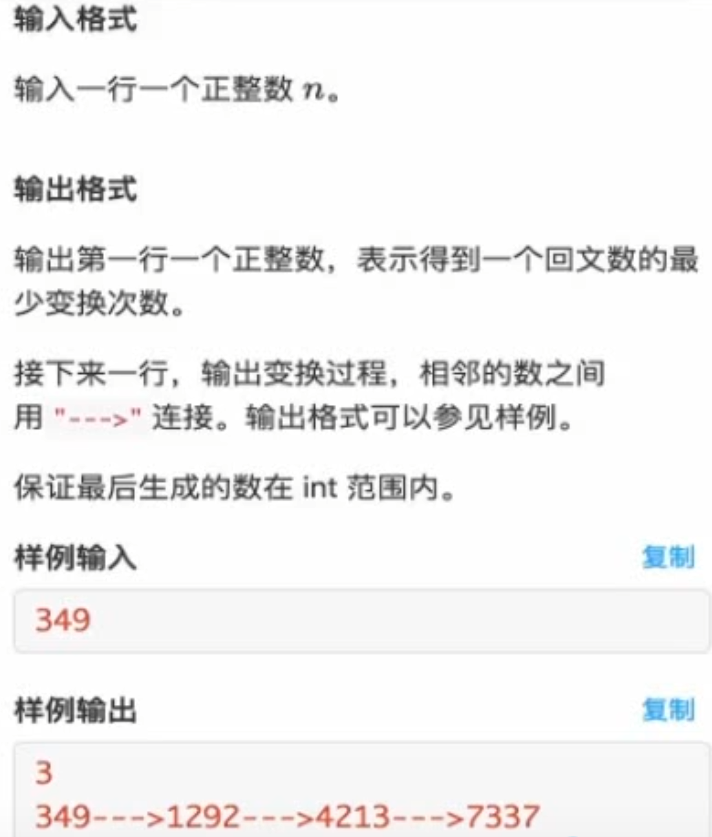 输入格式
输入一行一个正整数 n。
输出格式
输出第一行一个正整数，表示得到一个回文数的最
少变换次数。
接下来一行，输出变换过程，相邻的数之间
用 "--->" 连接。输出格式可以参见样例。
保证最后生成的数在 int 范围内。
样例输入 复制
349
样例输出 复制
3
349--->1292--->4213--->7337